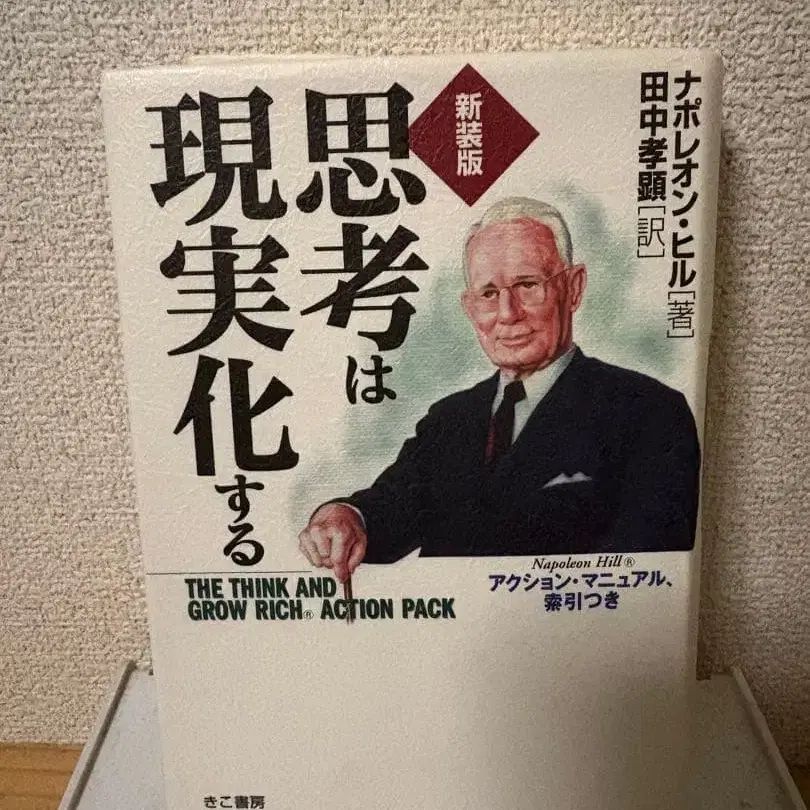 新装版
ナポレオン・ヒル[著]
田中孝顕[訳]
思考は
現実化する
Napoleon Hill®
アクション・マニュアル、
索引つき
THE THINK AND
GROW RICH® ACTION PACK
きこ書房